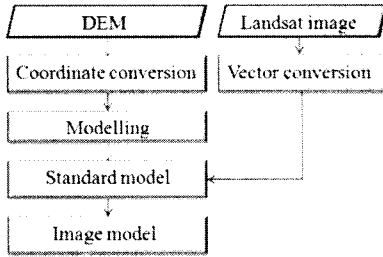 DEM
Landsat image
Coordinate conversion
Vector conversion
Modelling
Standard model
Image model